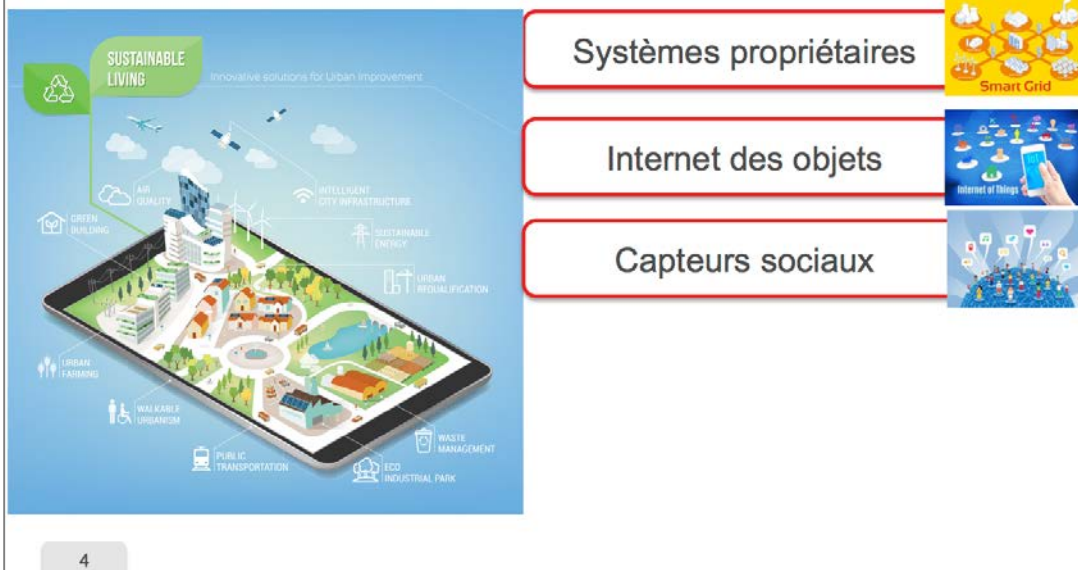 SUSTAINABLE
LIVING
Innovative solutions for Urban Improvement
AIR
QUALITY
INTELLIGENT
CITY INFRASTRUCTURE
GREEN
BUILDING
SUSTAINABLE
ENERGY
URBAN
REQUALIFICATION
URBAN
FARMING
WALKABLE
URBANISM
PUBLIC
TRANSPORTATION
WASTE
MANAGEMENT
ECO
INDUSTRIAL PARK
Systèmes propriétaires
Smart Grid
Internet des objets
IoT
Internet of Things
Capteurs sociaux
4